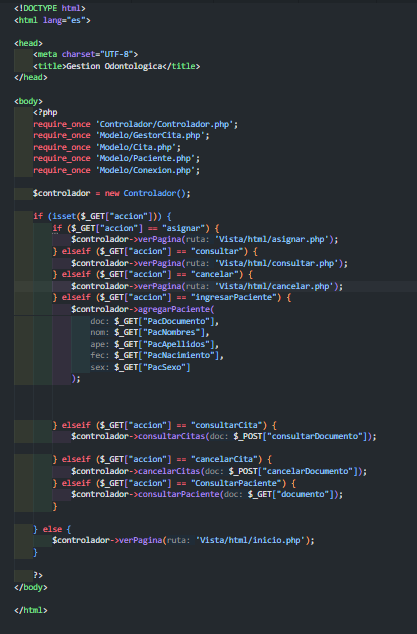 <!DOCTYPE html>
<html lang="es">
<head>
<meta charset="UTF-8">
<title>Gestion Odontologica</title>
</head>
<body>
<?php
require_once 'Controlador/Controlador.php';
require_once 'Modelo/GestorCita.php';
require_once 'Modelo/Cita.php';
require_once 'Modelo/Paciente.php';
require_once 'Modelo/Conexion.php';
$controlador = new Controlador();
if (isset($_GET["accion"])) {
if ($_GET["accion"] == "asignar") {
$controlador->verPagina(ruta: 'Vista/html/asignar.php');
} elseif ($_GET["accion"] == "consultar") {
$controlador->verPagina(ruta: 'Vista/html/consultar.php');
} elseif ($_GET["accion"] == "cancelar") {
$controlador->verPagina(ruta: 'Vista/html/cancelar.php');
} elseif ($_GET["accion"] == "ingresarPaciente") {
$controlador->agregarPaciente(
doc: $_GET["PacDocumento"],
nom: $_GET["PacNombres"],
ape: $_GET["PacApellidos"],
fec: $_GET["PacNacimiento"],
sex: $_GET["PacSexo"]
);
} elseif ($_GET["accion"] == "consultarCita") {
$controlador->consultarCitas(doc: $_POST["consultarDocumento"]);
} elseif ($_GET["accion"] == "cancelarCita") {
$controlador->cancelarCitas(doc: $_POST["cancelarDocumento"]);
} elseif ($_GET["accion"] == "ConsultarPaciente") {
$controlador->consultarPaciente(doc: $_GET["documento"]);
}
} else {
$controlador->verPagina(ruta: 'Vista/html/inicio.php');
}
?>
</body>
</html>